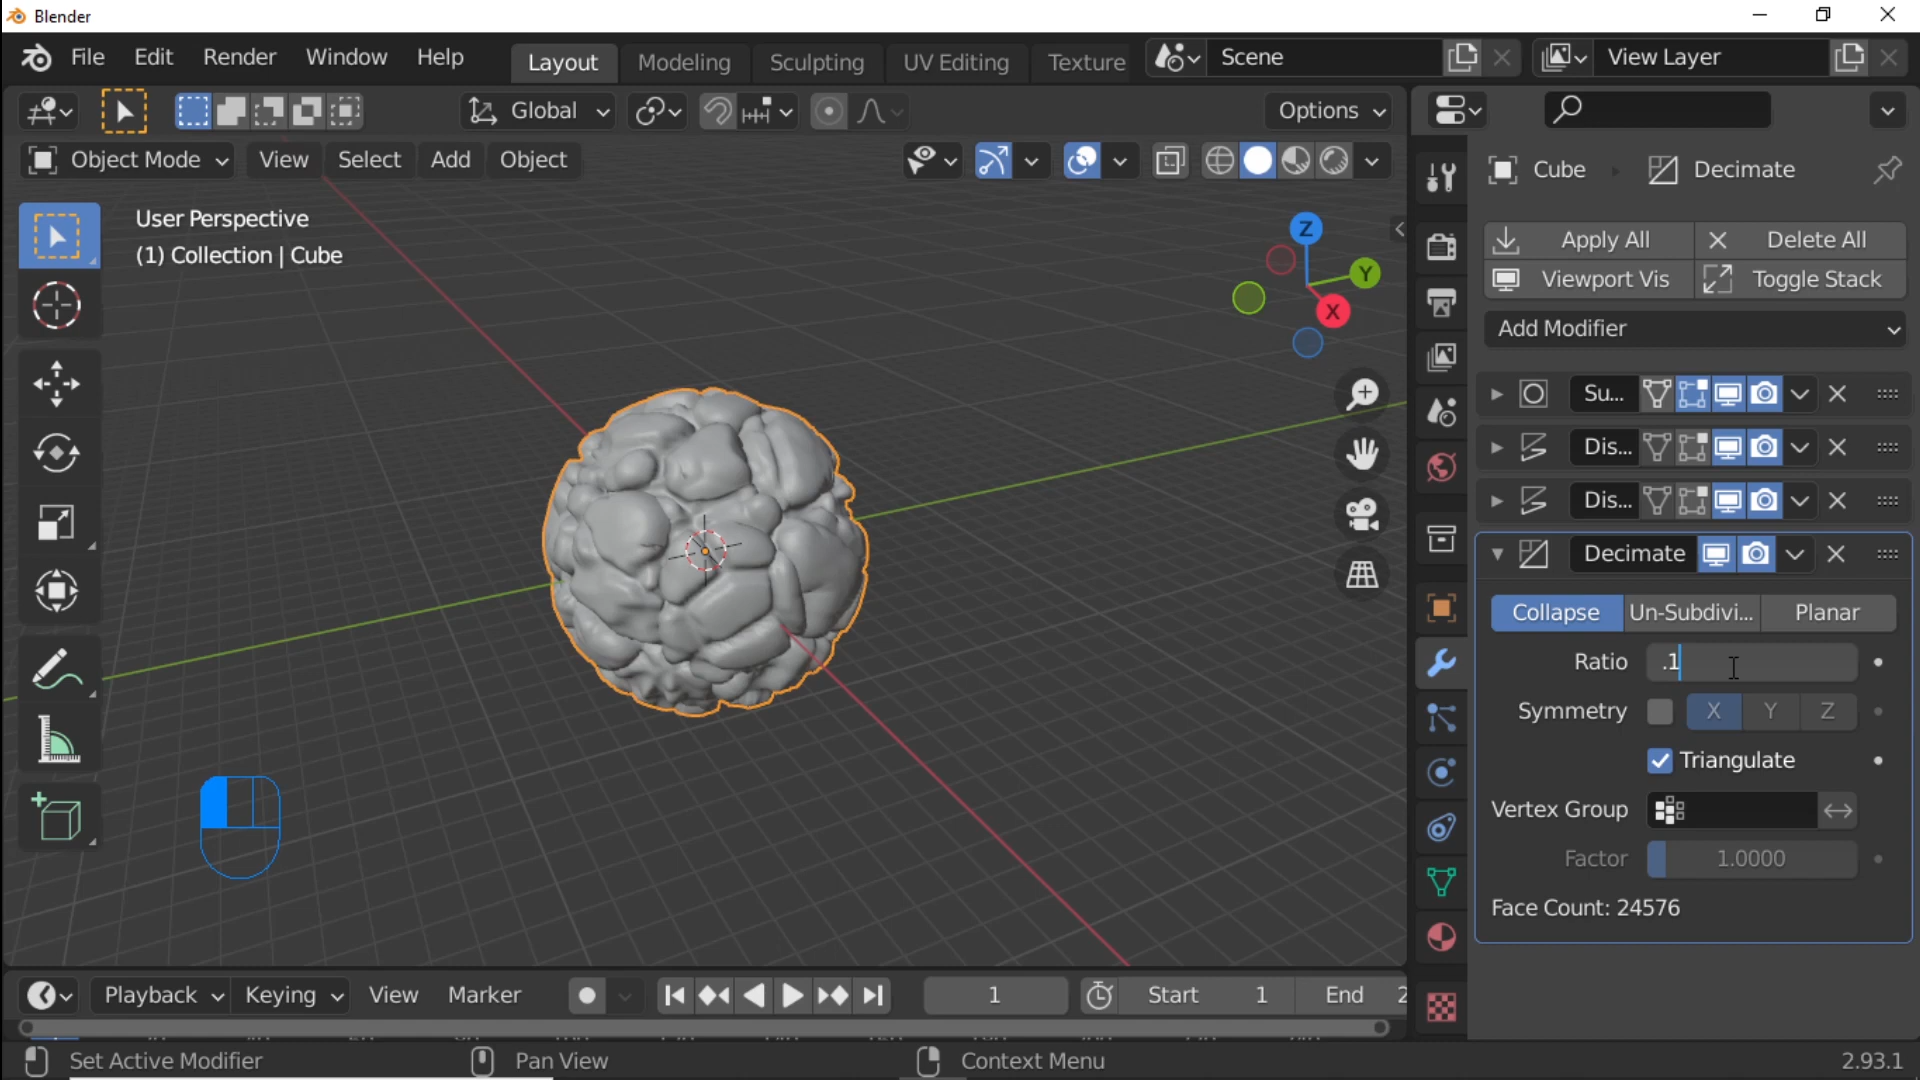 Blender
File Edit Render Window Help Layout Modeling Sculpting UV Editing Texture Scene View Layer
Global Options
Object Mode View Select Add Object
User Perspective
(1) Collection | Cube
Z
Y
X
Cube Decimate
Apply All Delete All
Viewport Vis Toggle Stack
Add Modifier
Su...
Dis...
Dis...
Decimate
Collapse Un-Subdivi... Planar
Ratio .1
Symmetry X Y Z
Triangulate
Vertex Group
Factor 1.0000
Face Count: 24576
Playback Keying View Marker 1 Start 1 End 2
Set Active Modifier Pan View Context Menu 2.93.1